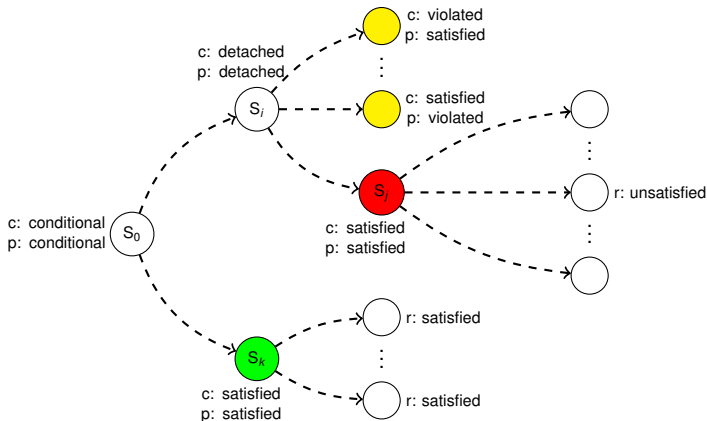 c: violated
p: satisfied
c: detached
p: detached
S_i
c: satisfied
p: violated
S_j
r: unsatisfied
c: satisfied
p: satisfied
c: conditional
p: conditional
S_0
r: satisfied
S_k
c: satisfied
p: satisfied
r: satisfied